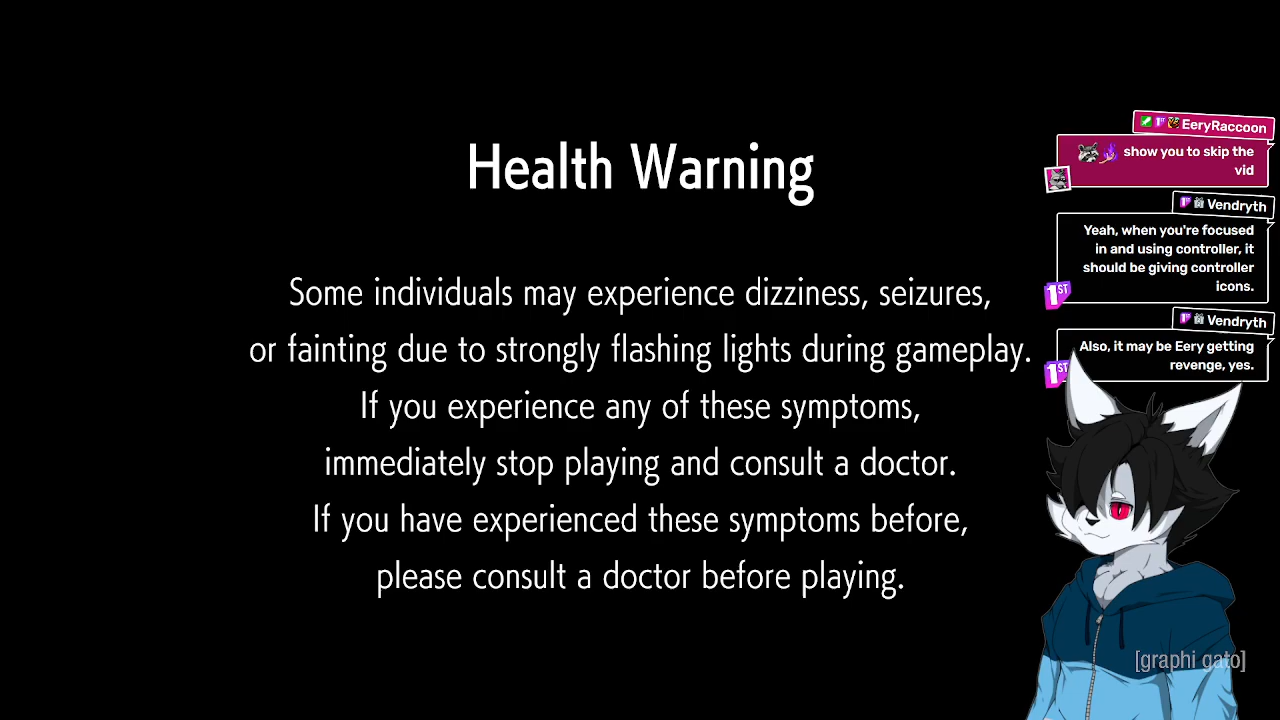 Health Warning
Some individuals may experience dizziness, seizures,
or fainting due to strongly flashing lights during gameplay.
If you experience any of these symptoms,
immediately stop playing and consult a doctor.
If you have experienced these symptoms before,
please consult a doctor before playing.
EeryRaccoon
show you to skip the
vid
Vendryth
Yeah, when you're focused
in and using controller, it
should be giving controller
icons.
1ST
Vendryth
Also, it may be Eery getting
revenge, yes.
1ST
[graphi gato]